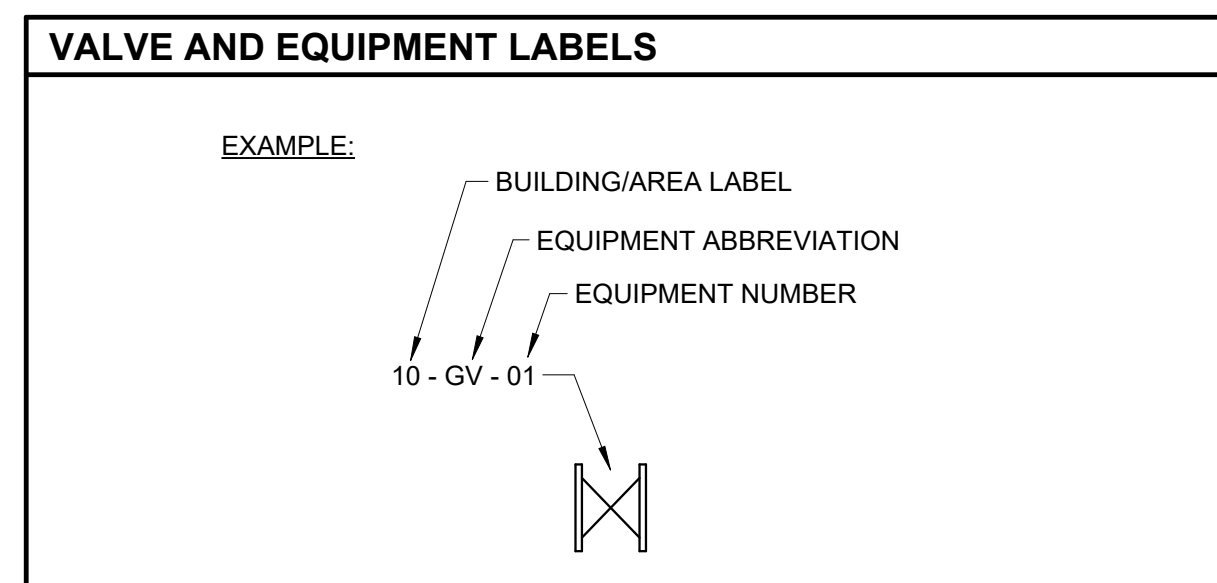 VALVE AND EQUIPMENT LABELS
EXAMPLE:
BUILDING/AREA LABEL
EQUIPMENT ABBREVIATION
EQUIPMENT NUMBER
10 - GV - 01